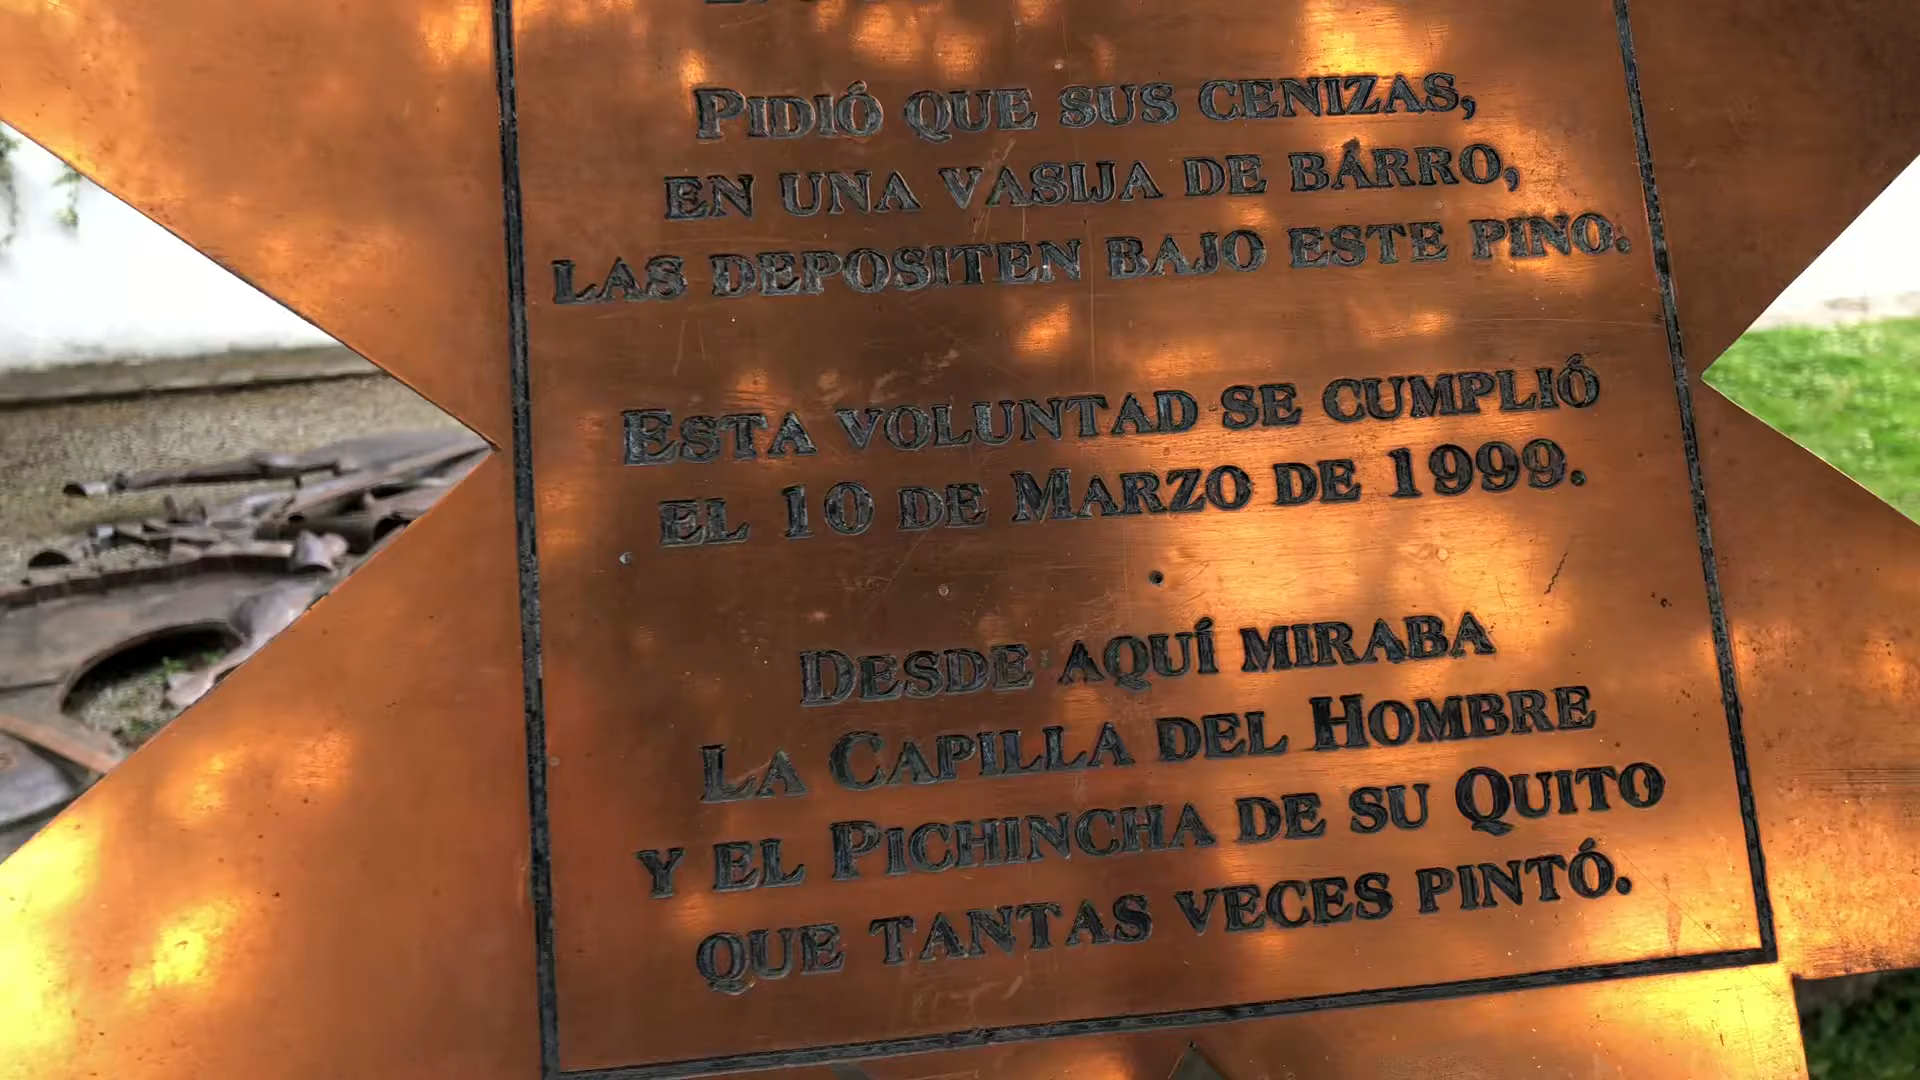 Pidió que sus cenizas,
en una vasija de barro,
las depositen bajo este pino.
Esta voluntad se cumplió
el 10 de Marzo de 1999.
Desde aquí miraba
la Capilla del Hombre
y el Pichincha de su Quito
que tantas veces pintó.